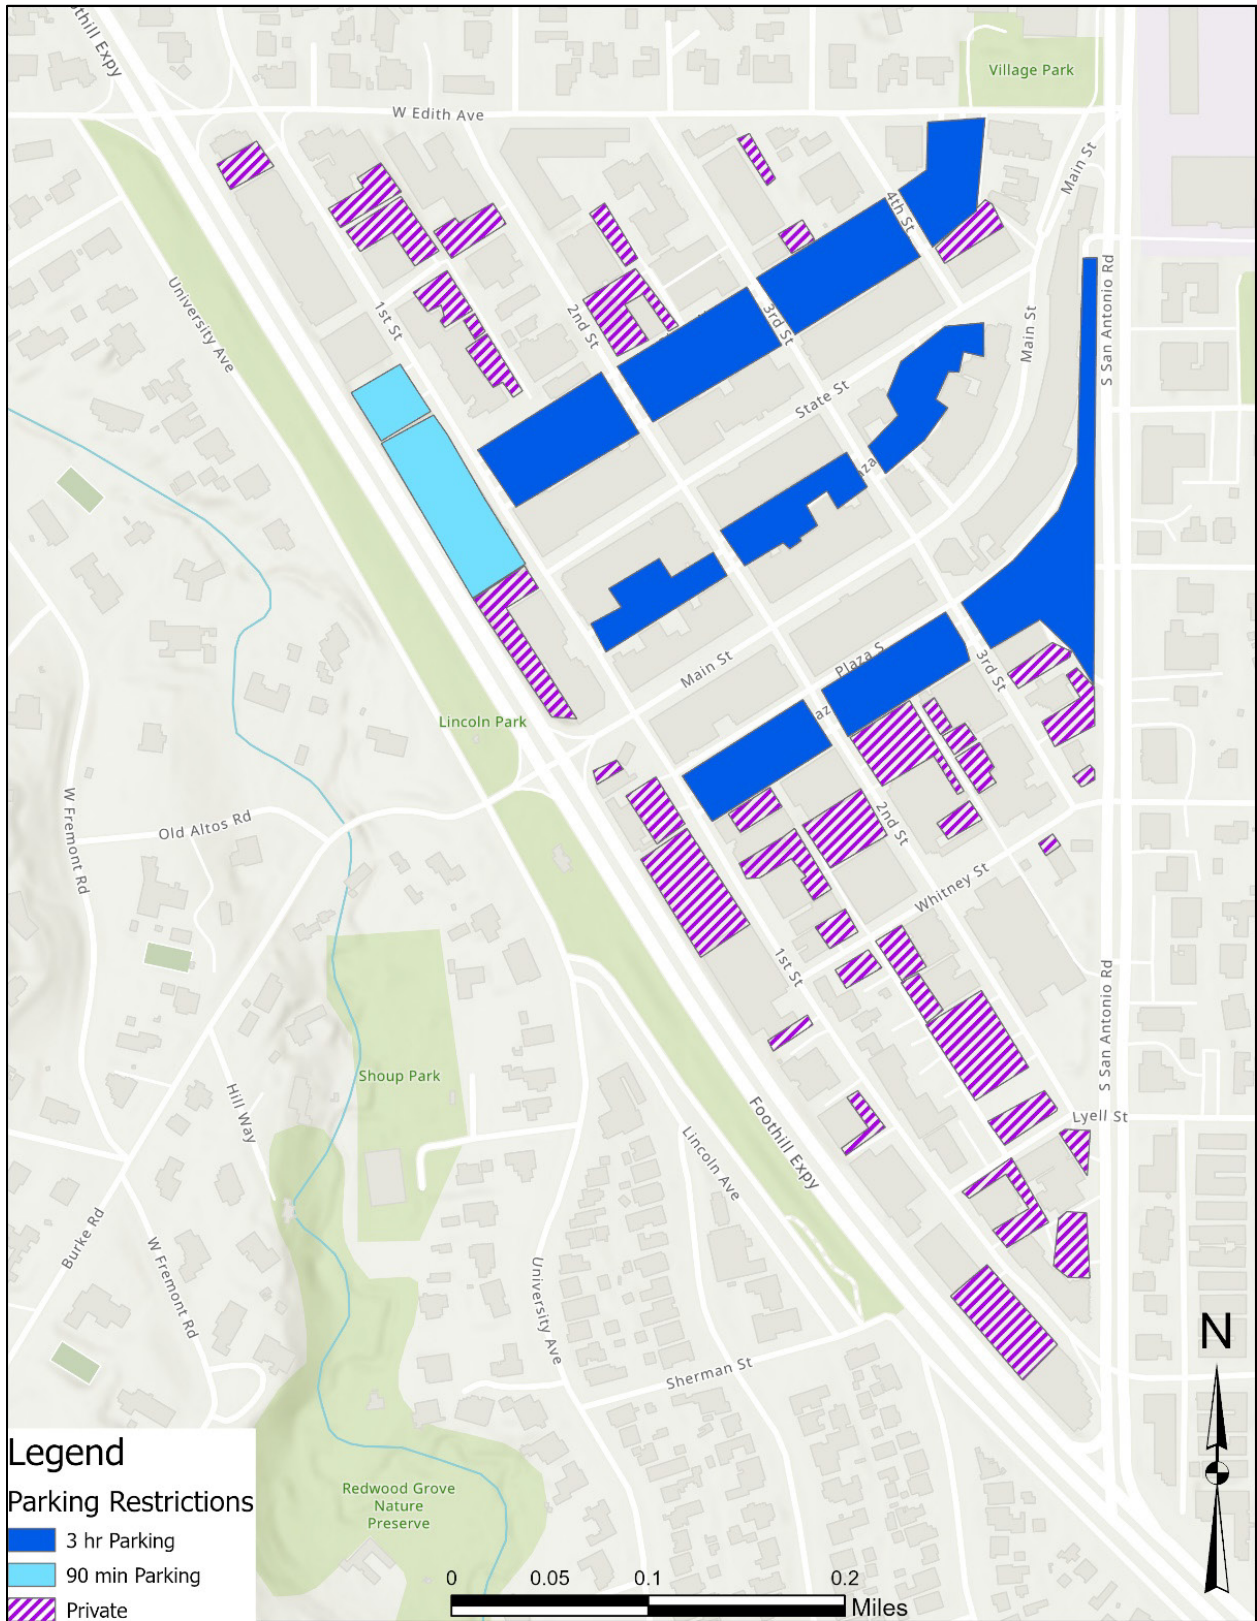 thill Expy
Village Park
W Edith Ave
Main St
4th St
University Ave
1st St
2nd St
3rd St
Main St
S San Antonio Rd
State St
aza
Plaza S
az
Main St
3rd St
Lincoln Park
W Fremont Rd
Old Altos Rd
2nd St
Whitney St
1st St
S San Antonio Rd
Shoup Park
Hill Way
Foothill Expy
Lincoln Ave
Lyell St
Burke Rd
W Fremont Rd
University Ave
Sherman St
N
Redwood Grove
Nature
Preserve
Legend
Parking Restrictions
3 hr Parking
90 min Parking
Private
0 0.05 0.1 0.2
Miles